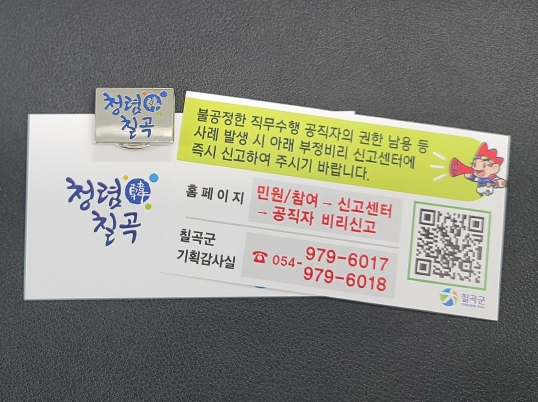 청렴韓
칠곡
청렴韓
칠곡
불공정한 직무수행 공직자의 권한 남용 등
사례 발생 시 아래 부정비리 신고센터에
즉시 신고하여 주시기 바랍니다.
홈페이지
민원/참여 → 신고센터
→ 공직자 비리신고
칠곡군
기획감사실
☎ 054-979-6017
979-6018
칠곡군